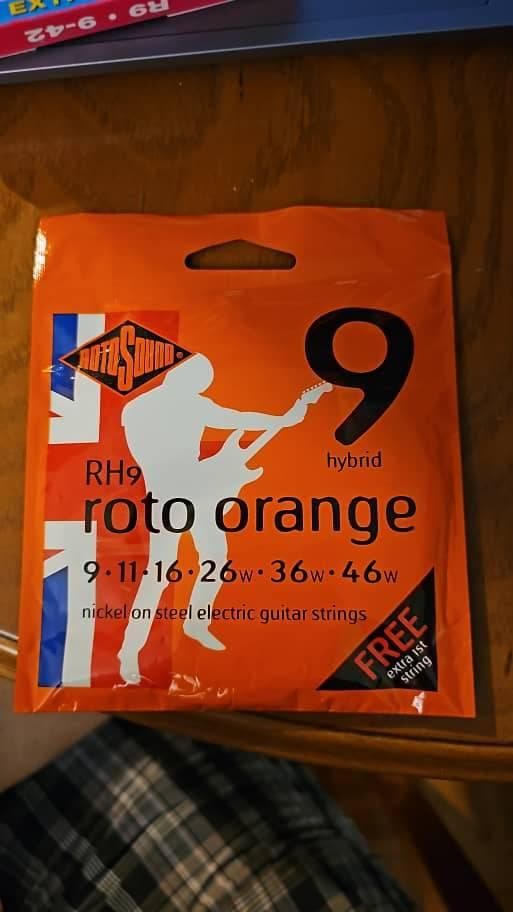 EXT
R9 • 9-42
ROTOSOUND®
9
hybrid
RH9
roto orange
9•11•16•26w•36w•46w
nickel on steel electric guitar strings
FREE
extra 1st
string